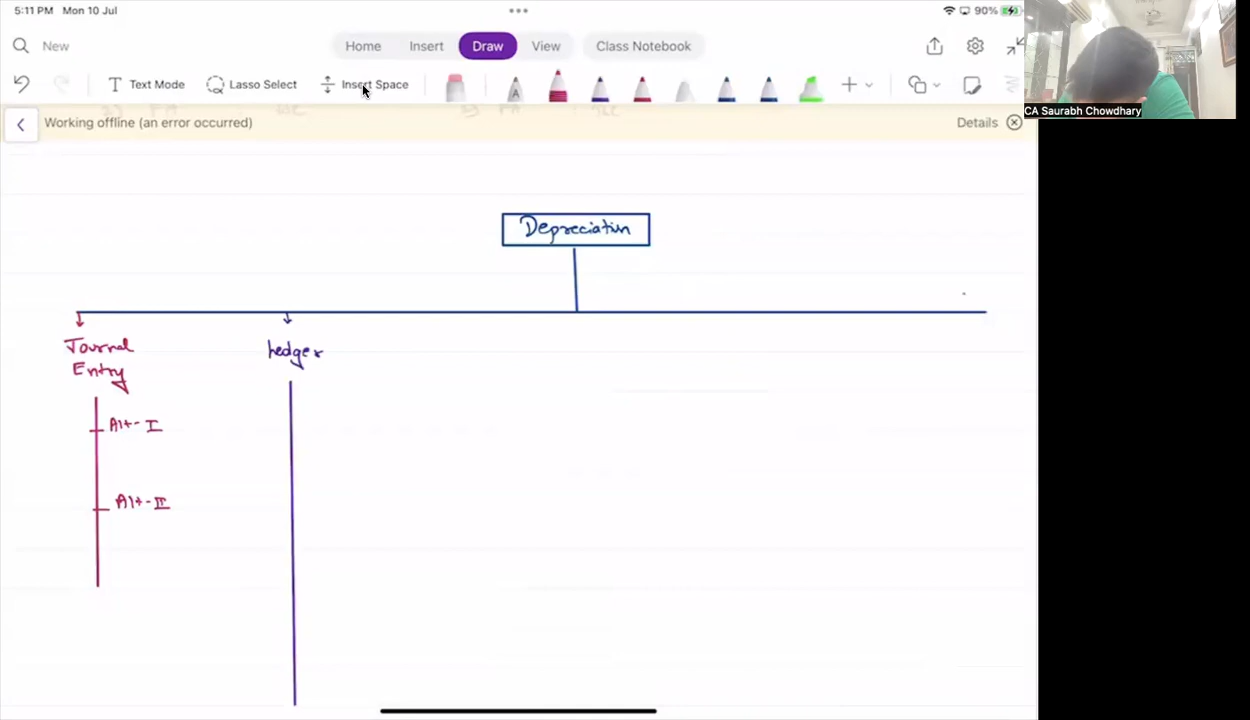 5:11 PM Mon 10 Jul
90%
New
Home Insert Draw View Class Notebook
Text Mode Lasso Select Insert Space
A
CA Saurabh Chowdhary
Working offline (an error occurred)
Details
Depreciation
Journal
Entry
Ledger
Alt-I
Alt-II